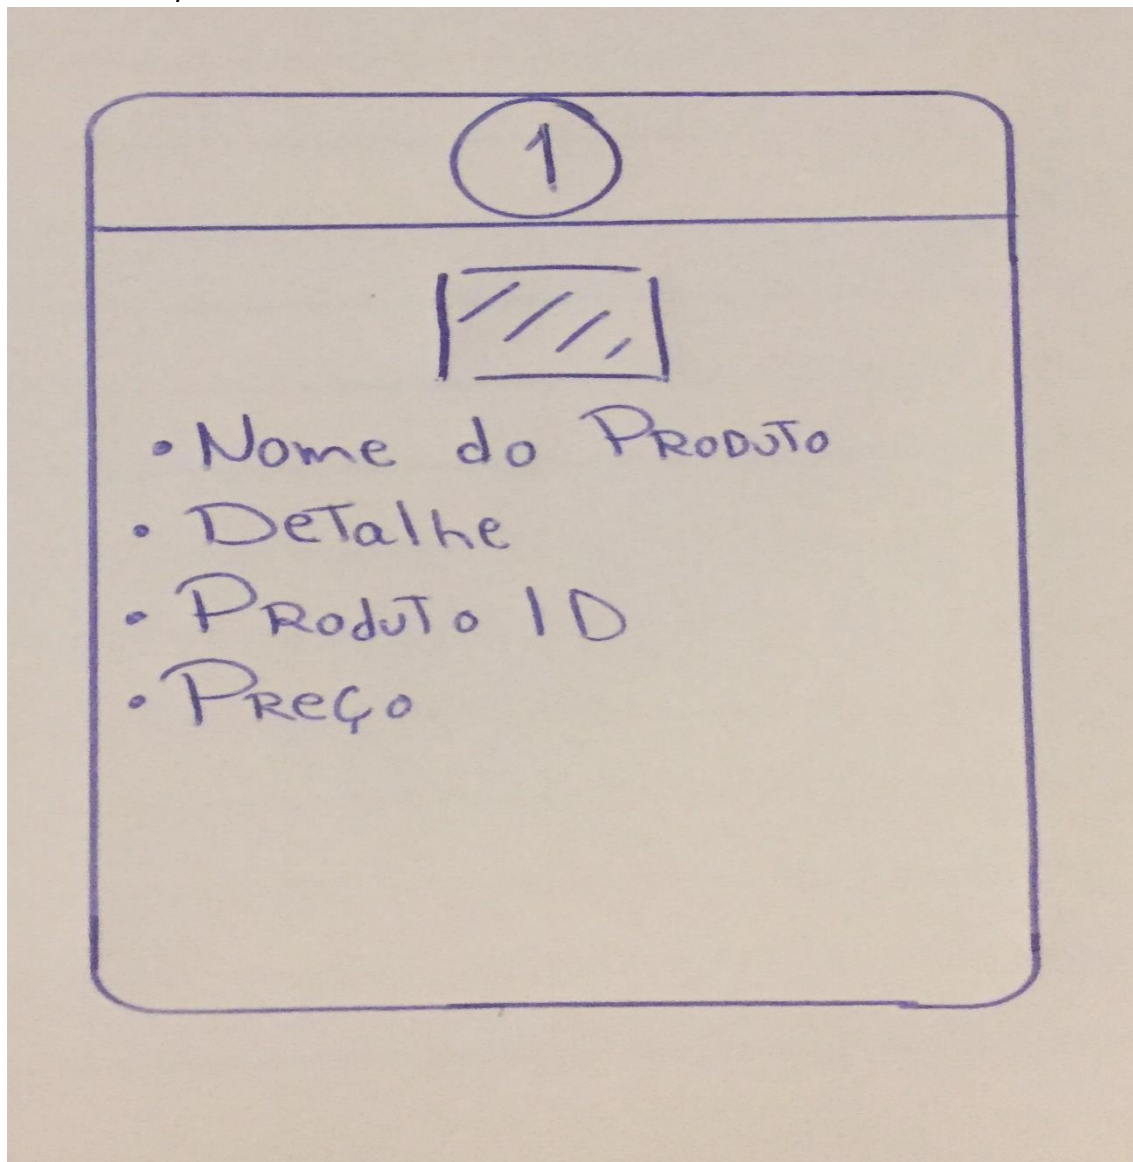 1
• Nome do PRODUTO
• Detalhe
• PRoduto ID
• PReço